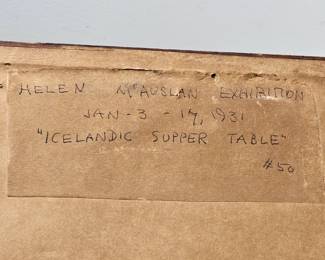 HELEN McAUSLAN EXHIBITION
JAN - 3 - 17, 1931
"ICELANDIC SUPPER TABLE"
#50